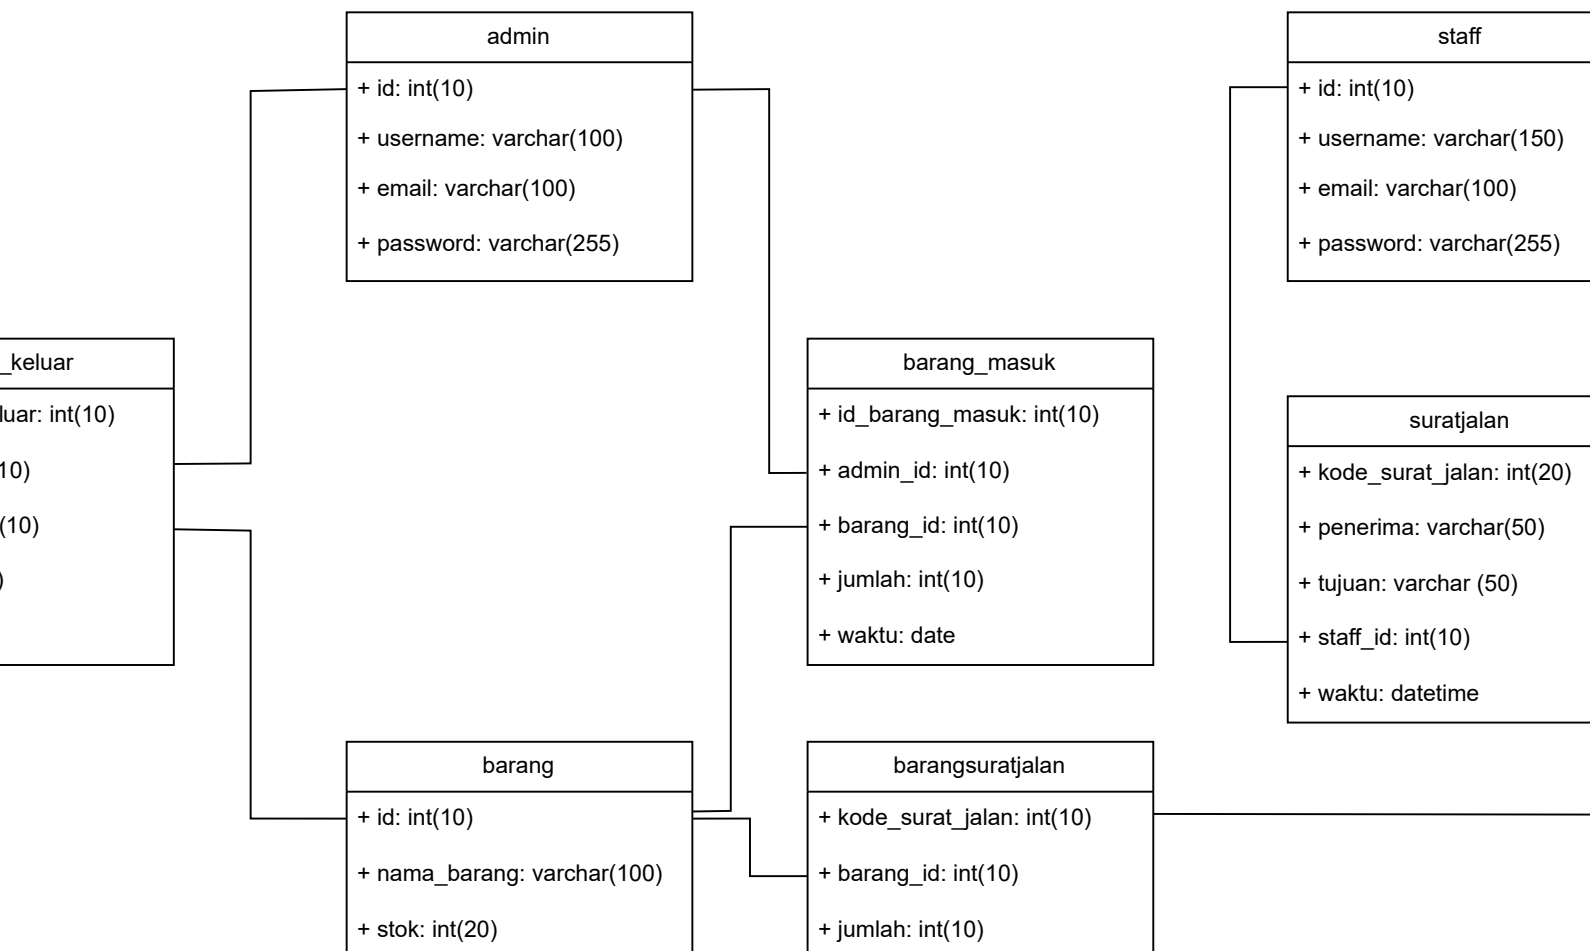 admin
+ id: int(10)
+ username: varchar(100)
+ email: varchar(100)
+ password: varchar(255)
staff
+ id: int(10)
+ username: varchar(150)
+ email: varchar(100)
+ password: varchar(255)
_keluar
luar: int(10)
10)
(10)
)
barang_masuk
+ id_barang_masuk: int(10)
+ admin_id: int(10)
+ barang_id: int(10)
+ jumlah: int(10)
+ waktu: date
suratjalan
+ kode_surat_jalan: int(20)
+ penerima: varchar(50)
+ tujuan: varchar (50)
+ staff_id: int(10)
+ waktu: datetime
barang
+ id: int(10)
+ nama_barang: varchar(100)
+ stok: int(20)
barangsuratjalan
+ kode_surat_jalan: int(10)
+ barang_id: int(10)
+ jumlah: int(10)